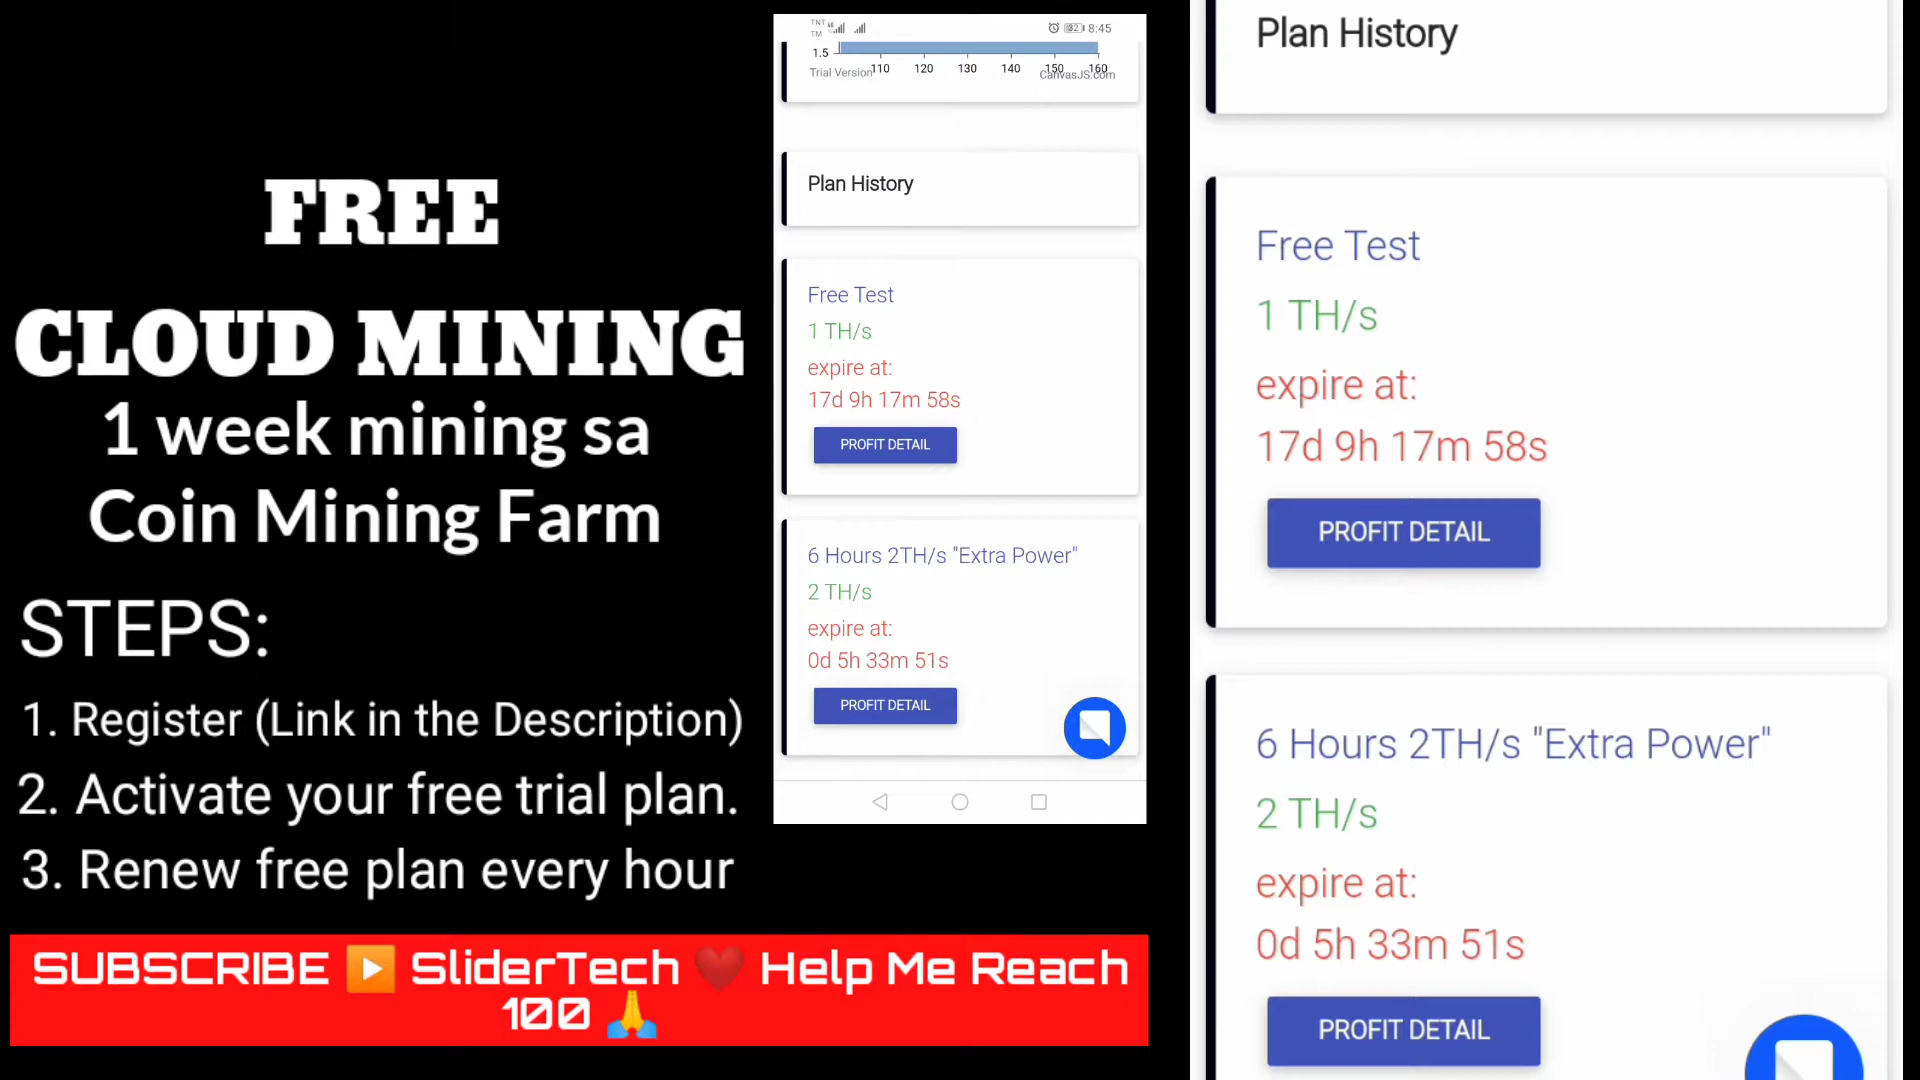 FREE
CLOUD MINING
1 week mining sa
Coin Mining Farm
STEPS:
1. Register (Link in the Description)
2. Activate your free trial plan.
3. Renew free plan every hour
SUBSCRIBE ▶️ SliderTech ❤️ Help Me Reach
100 🙏
TNT
TM
8:45
1.5
110 120 130 140 150 160
Trial Version
CanvasJS.com
Plan History
Free Test
1 TH/s
expire at:
17d 9h 17m 58s
PROFIT DETAIL
6 Hours 2TH/s "Extra Power"
2 TH/s
expire at:
0d 5h 33m 51s
PROFIT DETAIL
Plan History
Free Test
1 TH/s
expire at:
17d 9h 17m 58s
PROFIT DETAIL
6 Hours 2TH/s "Extra Power"
2 TH/s
expire at:
0d 5h 33m 51s
PROFIT DETAIL